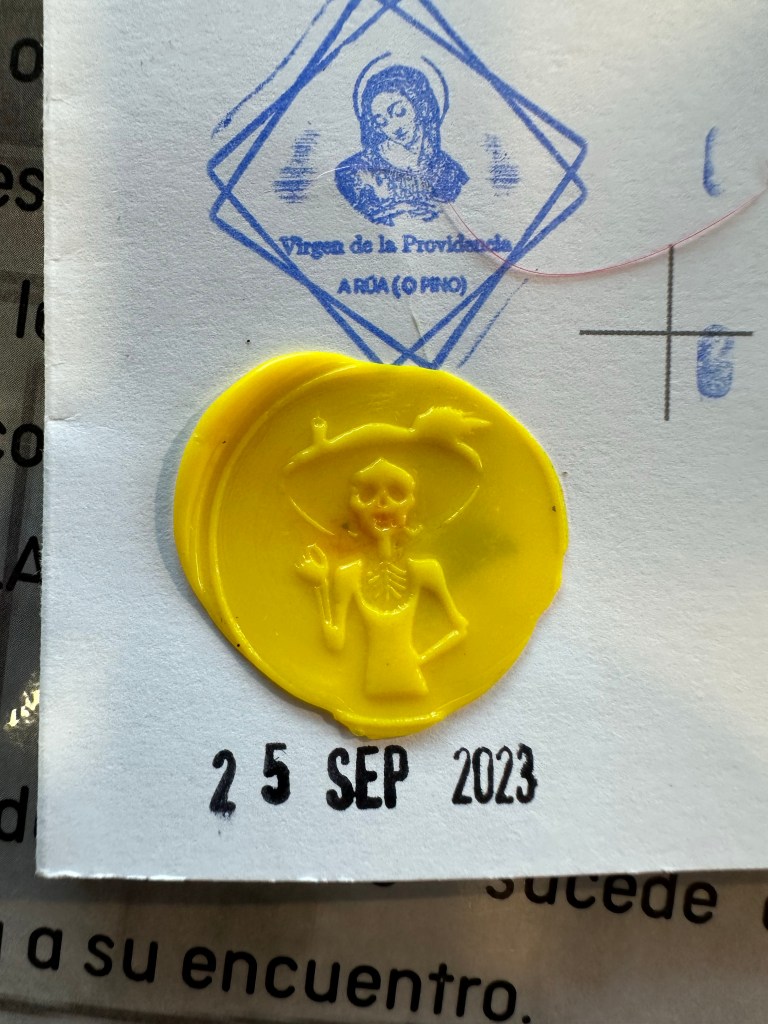 Virgen de la Providencia
A RÚA (O PINO)
25 SEP 2023
sucede
a su encuentro.